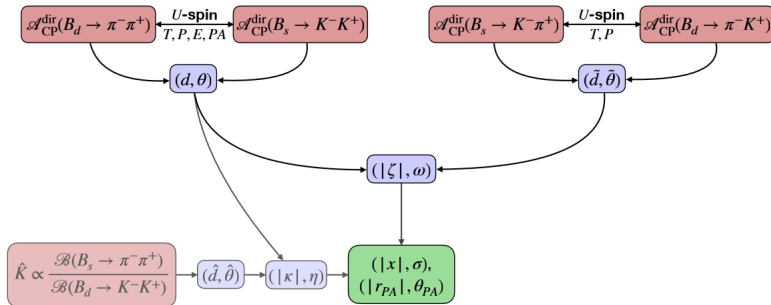 𝒜_CP^dir(B_d → π⁻π⁺)
U-spin
T, P, E, PA
𝒜_CP^dir(B_s → K⁻K⁺)
𝒜_CP^dir(B_s → K⁻π⁺)
U-spin
T, P
𝒜_CP^dir(B_d → π⁻K⁺)
(d, θ)
(d̃, θ̃)
(|ζ|, ω)
K̂ ∝ ℬ(B_s → π⁻π⁺)
ℬ(B_d → K⁻K⁺)
(d̂, θ̂)
(|κ|, η)
(|x|, σ),
(|r_PA|, θ_PA)